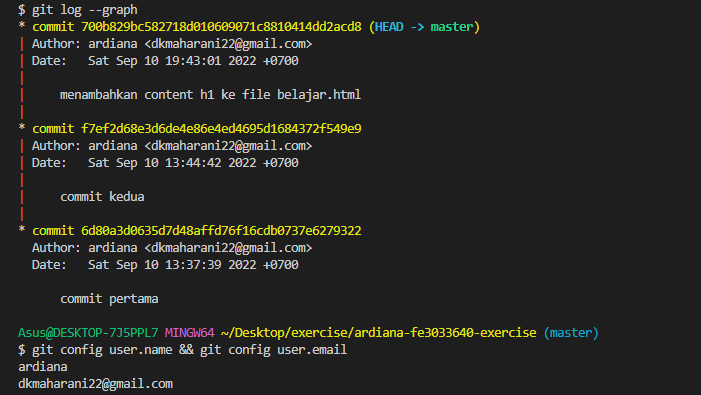 $ git log --graph
* commit 700b829bc582718d010609071c8810414dd2acd8 (HEAD -> master)
| Author: ardiana <dkmaharani22@gmail.com>
| Date:   Sat Sep 10 19:43:01 2022 +0700
|
|     menambahkan content h1 ke file belajar.html
|
* commit f7ef2d68e3d6de4e86e4ed4695d1684372f549e9
| Author: ardiana <dkmaharani22@gmail.com>
| Date:   Sat Sep 10 13:44:42 2022 +0700
|
|     commit kedua
|
* commit 6d80a3d0635d7d48affd76f16cdb0737e6279322
  Author: ardiana <dkmaharani22@gmail.com>
  Date:   Sat Sep 10 13:37:39 2022 +0700
      commit pertama
Asus@DESKTOP-7J5PPL7 MINGW64 ~/Desktop/exercise/ardiana-fe3033640-exercise (master)
$ git config user.name && git config user.email
ardiana
dkmaharani22@gmail.com